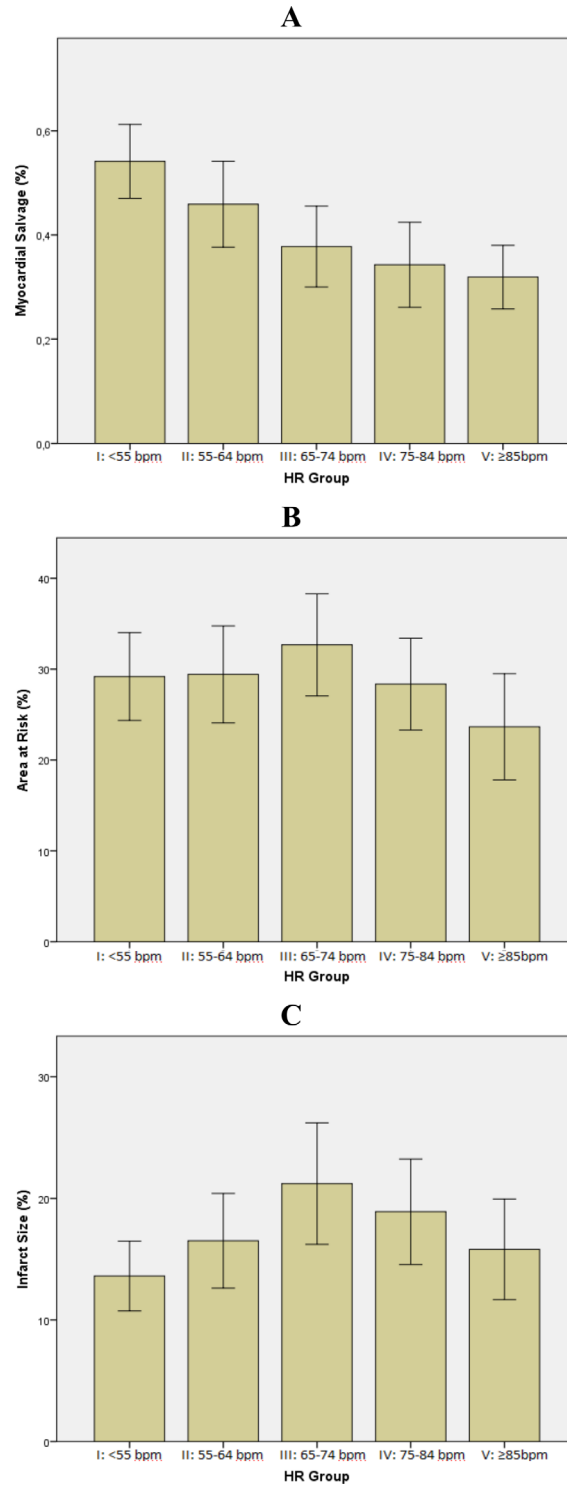 A
Myocardial Salvage (%)
0,6
0,4
0,2
0,0
I: <55 bpm II: 55-64 bpm III: 65-74 bpm IV: 75-84 bpm V: ≥85bpm
HR Group
B
Area at Risk (%)
40
30
20
10
0
I: <55 bpm II: 55-64 bpm III: 65-74 bpm IV: 75-84 bpm V: ≥85bpm
HR Group
C
Infarct Size (%)
30
20
10
0
I: <55 bpm II: 55-64 bpm III: 65-74 bpm IV: 75-84 bpm V: ≥85bpm
HR Group